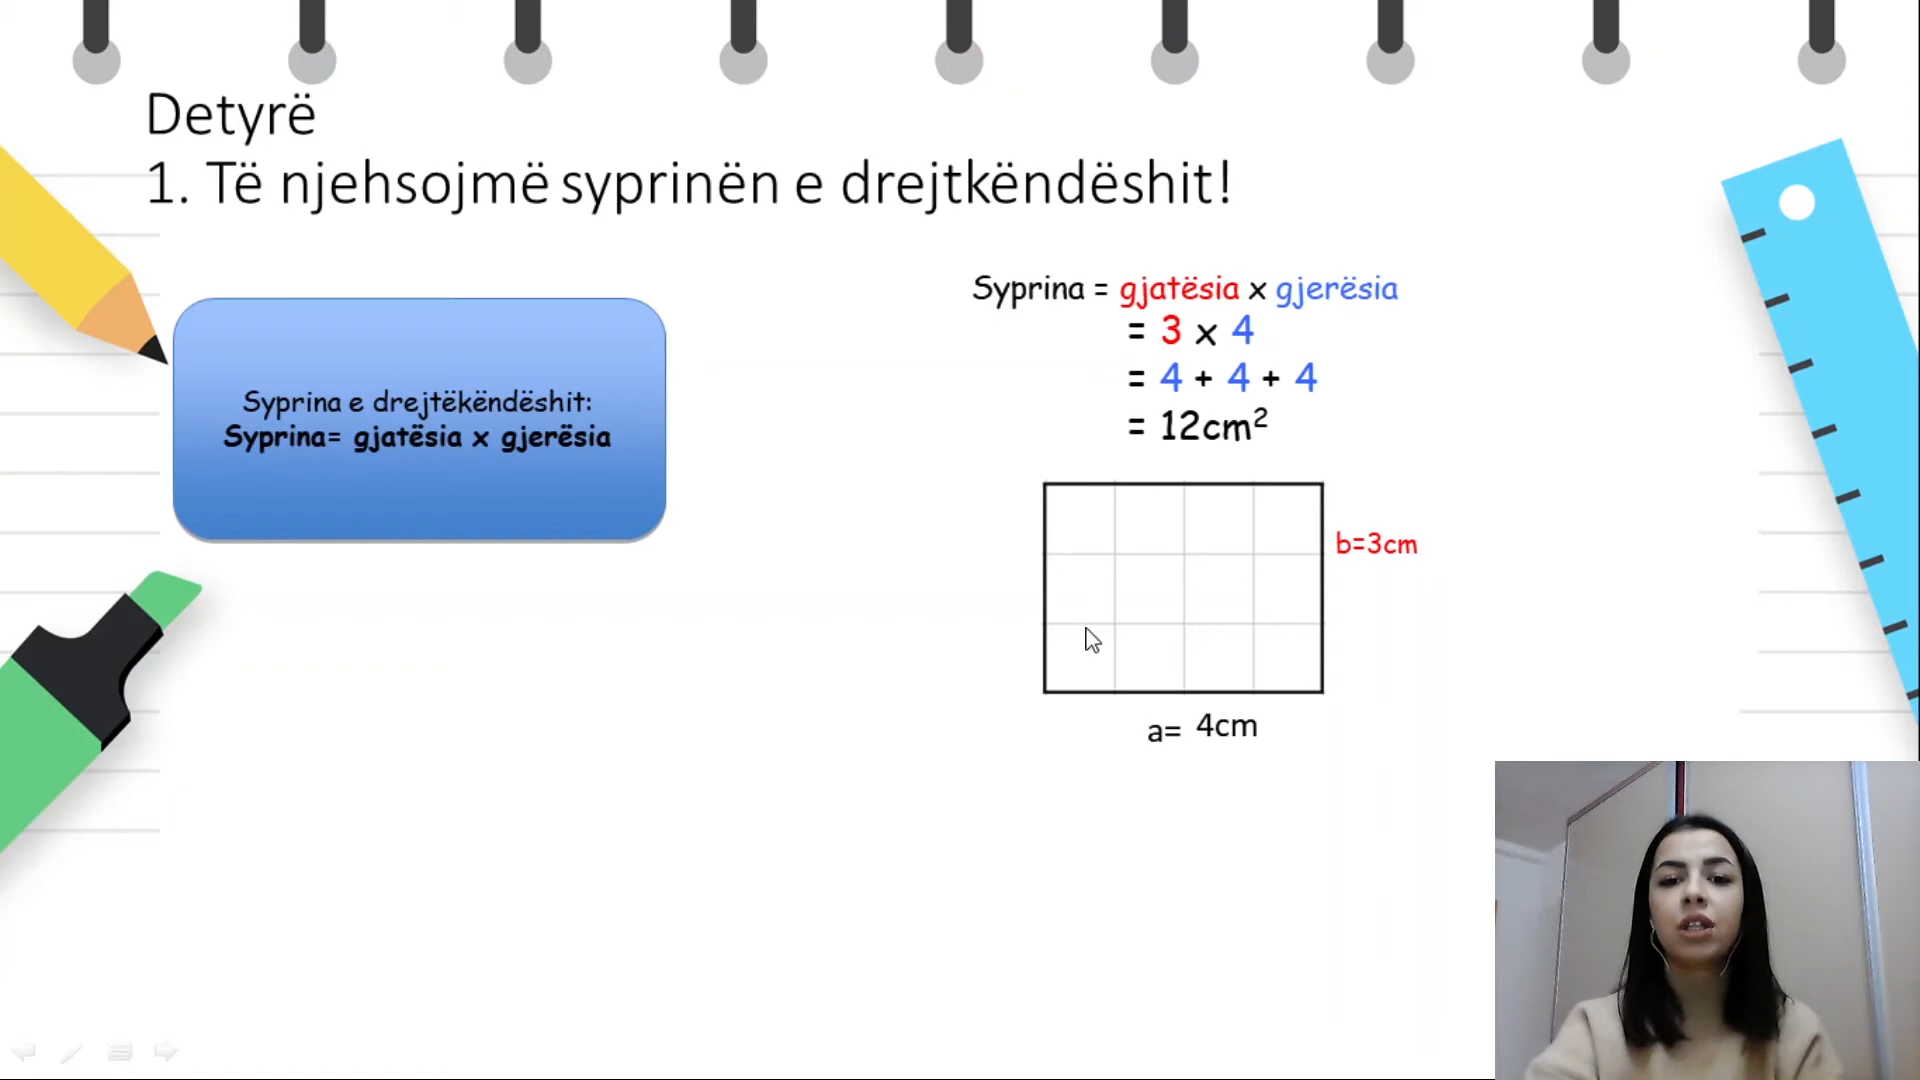 Detyrë
1. Të njehsojmë syprinën e drejtkëndëshit!
Syprina e drejtëkëndëshit:
Syprina= gjatësia x gjerësia
Syprina = gjatësia x gjerësia
= 3 x 4
= 4 + 4 + 4
= 12cm²
b=3cm
a= 4cm